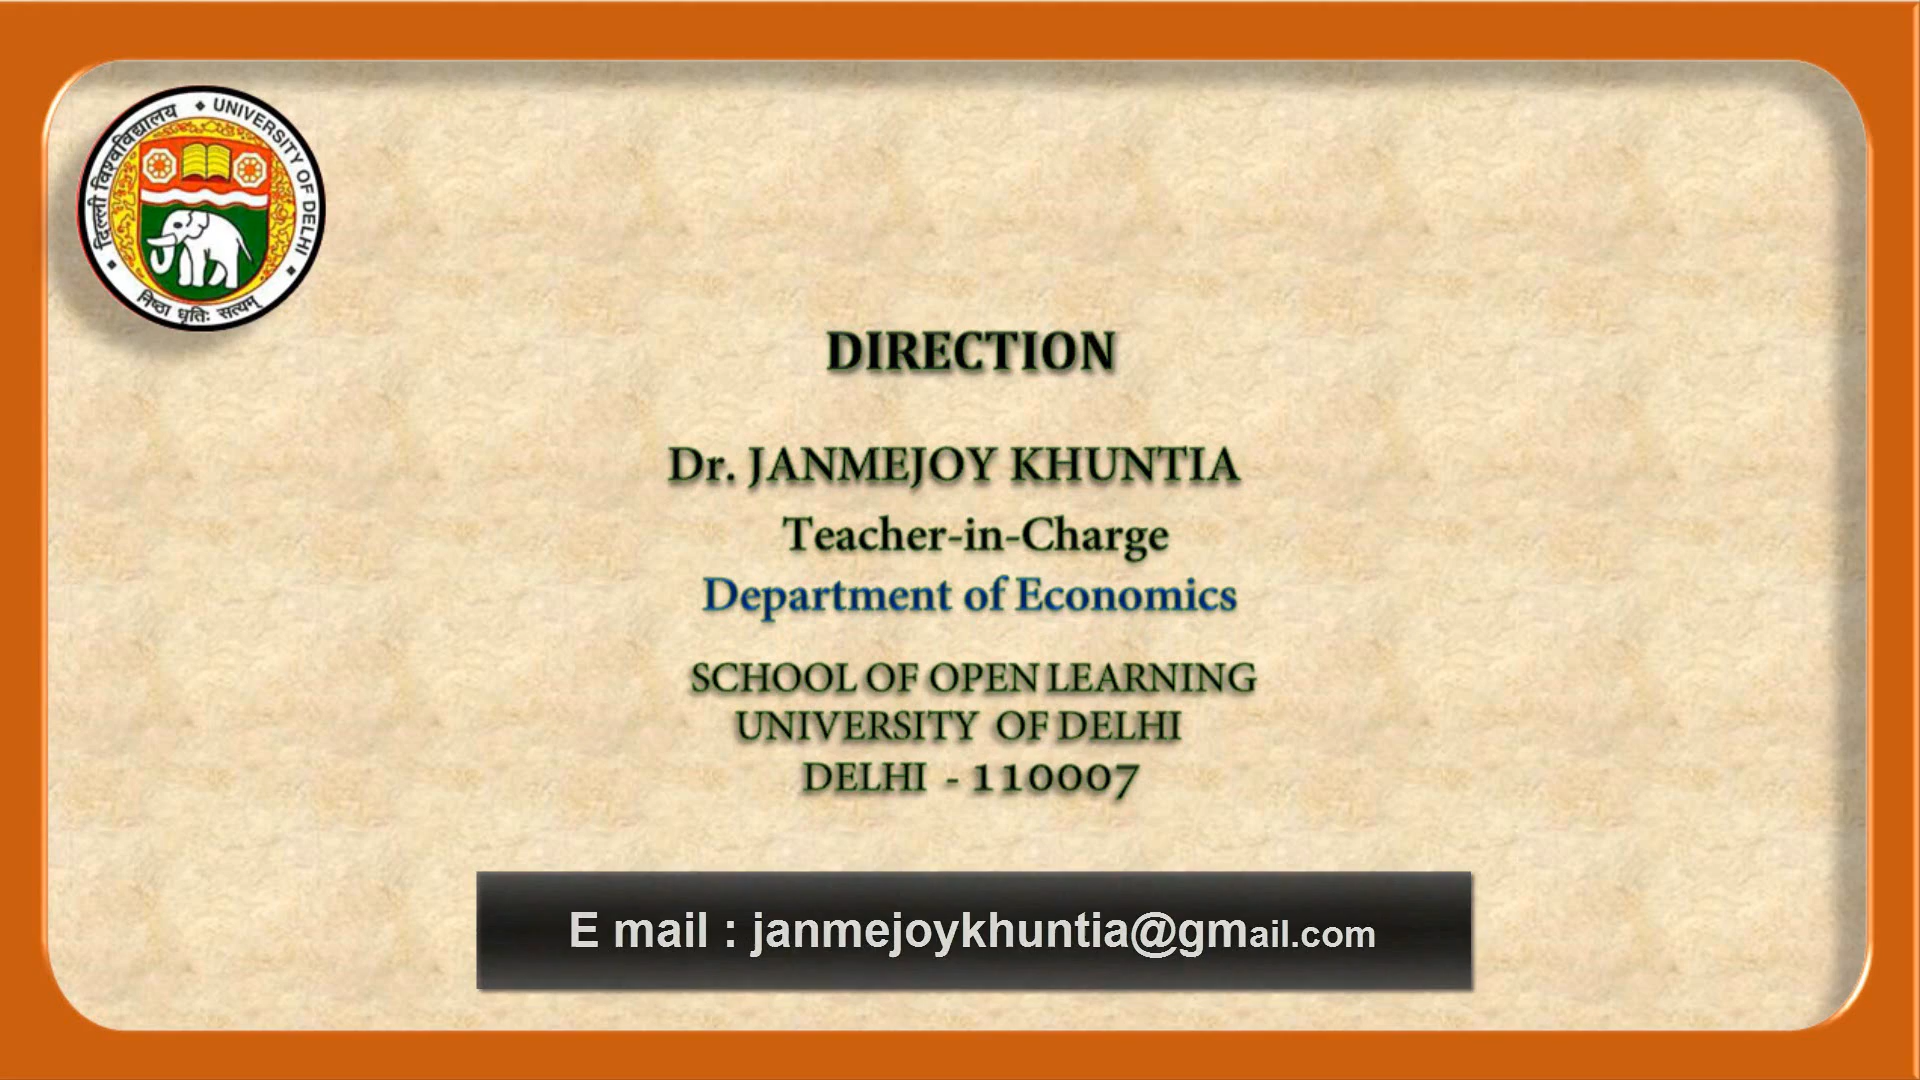 दिल्ली विश्वविद्यालय ◆ UNIVERSITY OF DELHI ◆
निष्ठा धृतिः सत्यम्
DIRECTION
Dr. JANMEJOY KHUNTIA
Teacher-in-Charge
Department of Economics
SCHOOL OF OPEN LEARNING
UNIVERSITY OF DELHI
DELHI - 110007
E mail : janmejoykhuntia@gmail.com